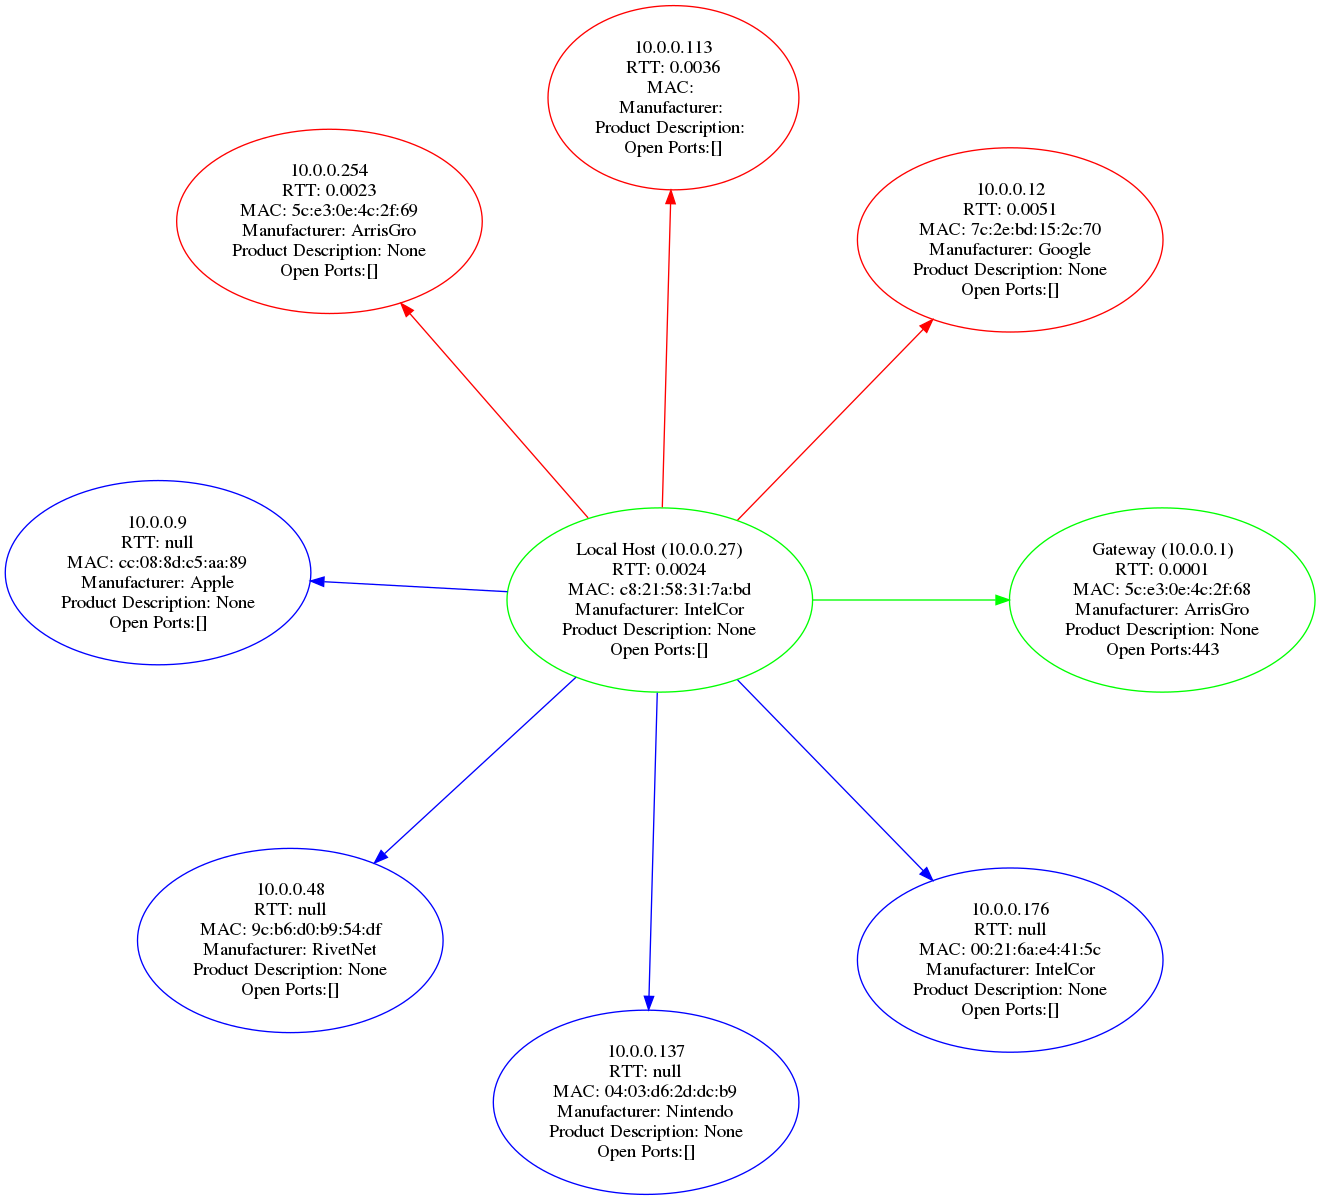 10.0.0.113
RTT: 0.0036
MAC:
Manufacturer:
Product Description:
Open Ports:[]
10.0.0.254
RTT: 0.0023
MAC: 5c:e3:0e:4c:2f:69
Manufacturer: ArrisGro
Product Description: None
Open Ports:[]
10.0.0.12
RTT: 0.0051
MAC: 7c:2e:bd:15:2c:70
Manufacturer: Google
Product Description: None
Open Ports:[]
10.0.0.9
RTT: null
MAC: cc:08:8d:c5:aa:89
Manufacturer: Apple
Product Description: None
Open Ports:[]
Local Host (10.0.0.27)
RTT: 0.0024
MAC: c8:21:58:31:7a:bd
Manufacturer: IntelCor
Product Description: None
Open Ports:[]
Gateway (10.0.0.1)
RTT: 0.0001
MAC: 5c:e3:0e:4c:2f:68
Manufacturer: ArrisGro
Product Description: None
Open Ports:443
10.0.0.48
RTT: null
MAC: 9c:b6:d0:b9:54:df
Manufacturer: RivetNet
Product Description: None
Open Ports:[]
10.0.0.176
RTT: null
MAC: 00:21:6a:e4:41:5c
Manufacturer: IntelCor
Product Description: None
Open Ports:[]
10.0.0.137
RTT: null
MAC: 04:03:d6:2d:dc:b9
Manufacturer: Nintendo
Product Description: None
Open Ports:[]